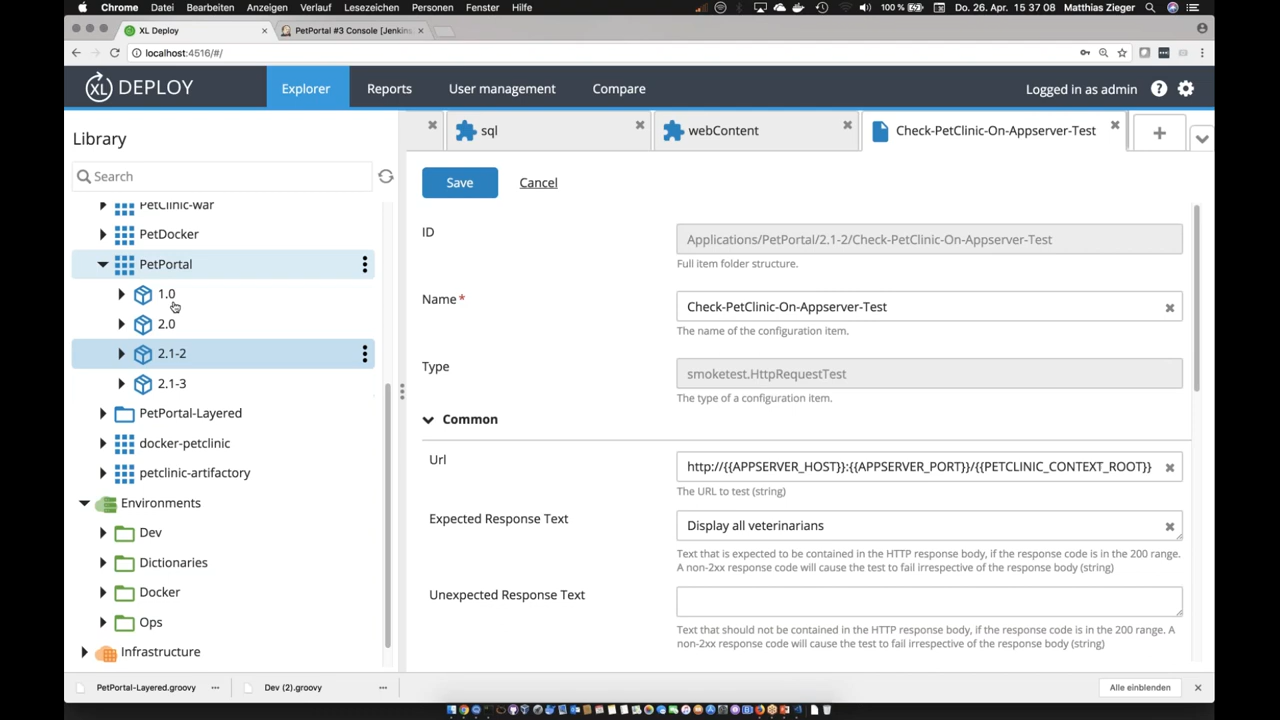 Chrome Datei Bearbeiten Anzeigen Verlauf Lesezeichen Personen Fenster Hilfe 100 % Do. 26. Apr. 15 37 08 Matthias Zieger
XL Deploy PetPortal #3 Console [Jenkins
localhost:4516/#/
XL DEPLOY Explorer Reports User management Compare Logged in as admin
Library
Search
PetClinic-war
PetDocker
PetPortal
1.0
2.0
2.1-2
2.1-3
PetPortal-Layered
docker-petclinic
petclinic-artifactory
Environments
Dev
Dictionaries
Docker
Ops
Infrastructure
sql webContent Check-PetClinic-On-Appserver-Test +
Save Cancel
ID Applications/PetPortal/2.1-2/Check-PetClinic-On-Appserver-Test
Full item folder structure.
Name* Check-PetClinic-On-Appserver-Test
The name of the configuration item.
Type smoketest.HttpRequestTest
The type of a configuration item.
Common
Url http://{{APPSERVER_HOST}}:{{APPSERVER_PORT}}/{{PETCLINIC_CONTEXT_ROOT}}
The URL to test (string)
Expected Response Text Display all veterinarians
Text that is expected to be contained in the HTTP response body, if the response code is in the 200 range.
A non-2xx response code will cause the test to fail irrespective of the response body (string)
Unexpected Response Text
Text that should not be contained in the HTTP response body, if the response code is in the 200 range. A
non-2xx response code will cause the test to fail irrespective of the response body (string)
PetPortal-Layered.groovy Dev (2).groovy Alle einblenden